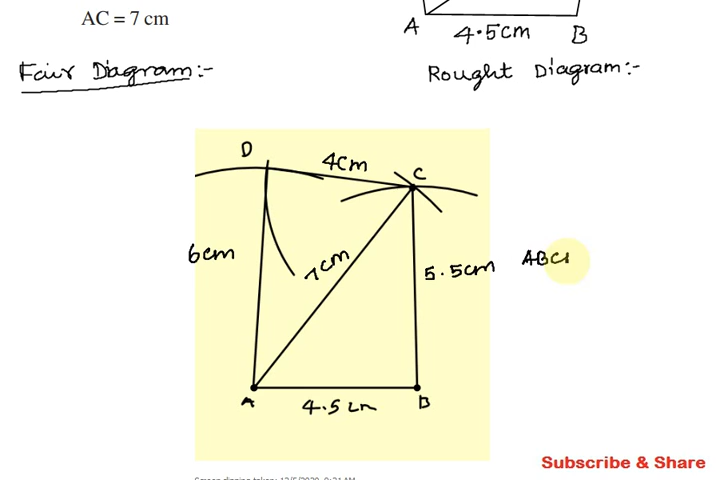 AC = 7 cm
A 4.5cm B
Fair Diagram:-
Rought Diagram:-
D 4cm C
6cm 7cm 5.5cm ABC
A 4.5 cm B
Subscribe & Share